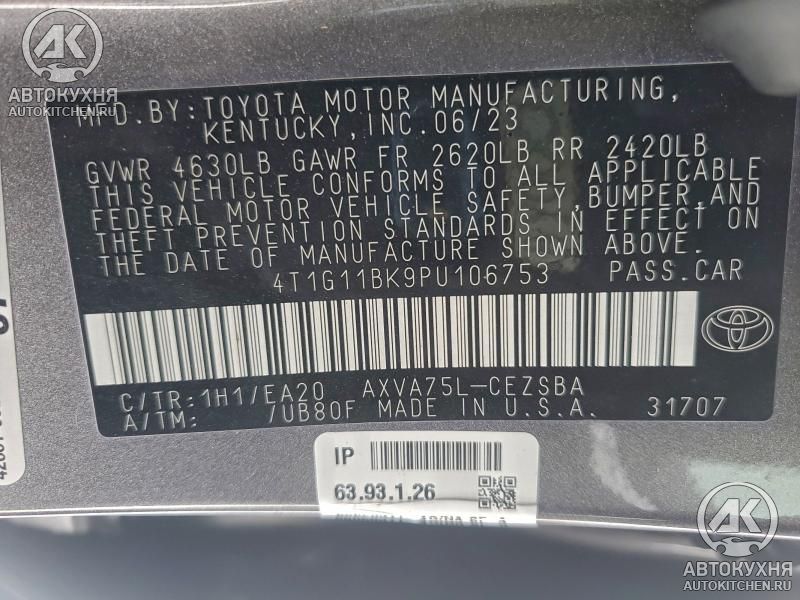 AK
АВТОКУХНЯ
AUTOKITCHEN.RU
MFD.BY:TOYOTA MOTOR MANUFACTURING,
KENTUCKY,INC.06/23
GVWR 4630LB GAWR FR 2620LB RR 2420LB
THIS VEHICLE CONFORMS TO ALL APPLICABLE
FEDERAL MOTOR VEHICLE SAFETY,BUMPER,AND
THEFT PREVENTION STANDARDS IN EFFECT ON
THE DATE OF MANUFACTURE SHOWN ABOVE.
4T1G11BK9PU106753 PASS.CAR
C/TR:1H1/EA20 AXVA75L-CEZSBA
A/TM: /UB80F MADE IN U.S.A. 31707
IP
63.93.1.26
AK
АВТОКУХНЯ
AUTOKITCHEN.RU